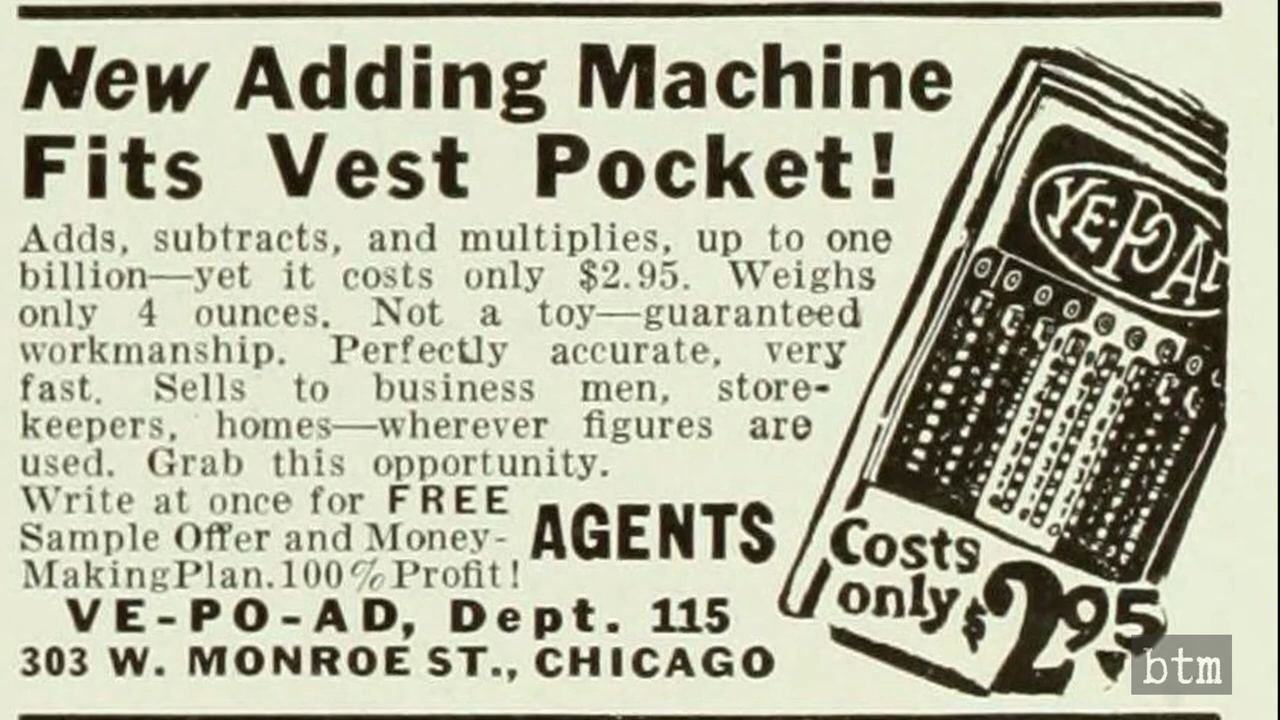 New Adding Machine
Fits Vest Pocket!
Adds, subtracts, and multiplies, up to one
billion—yet it costs only $2.95. Weighs
only 4 ounces. Not a toy—guaranteed
workmanship. Perfectly accurate, very
fast. Sells to business men, store-
keepers, homes—wherever figures are
used. Grab this opportunity.
Write at once for FREE
Sample Offer and Money-
Making Plan. 100% Profit!
AGENTS
VE-PO-AD, Dept. 115
303 W. MONROE ST., CHICAGO
VE-PO-AD
Costs
only $2.95
btm